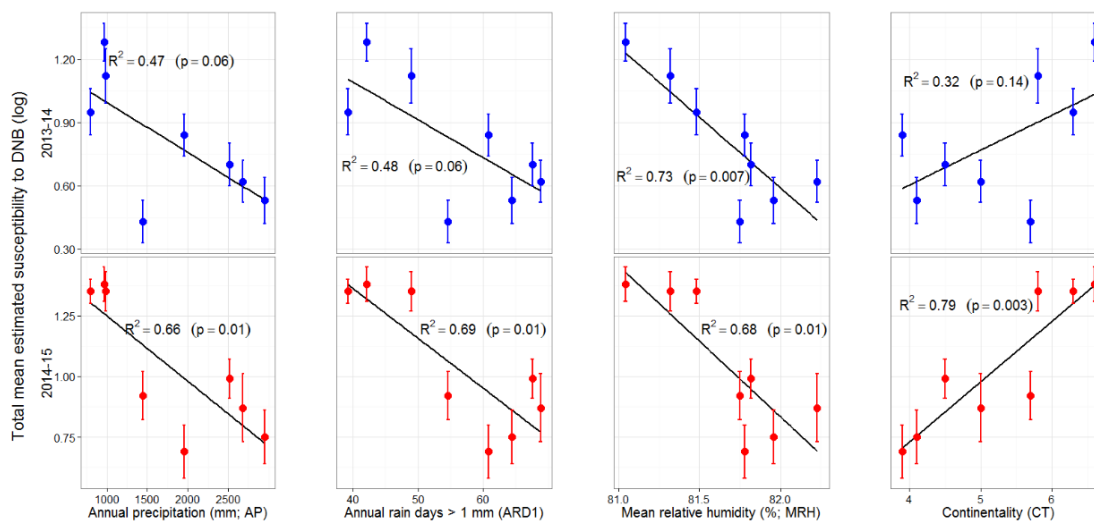 Total mean estimated susceptibility to DNB (log)
2013-14
1.20
0.90
0.60
0.30
R² = 0.47 (p = 0.06)
R² = 0.48 (p = 0.06)
R² = 0.73 (p = 0.007)
R² = 0.32 (p = 0.14)
2014-15
1.25
1.00
0.75
R² = 0.66 (p = 0.01)
R² = 0.69 (p = 0.01)
R² = 0.68 (p = 0.01)
R² = 0.79 (p = 0.003)
1000 1500 2000 2500
Annual precipitation (mm; AP)
40 50 60
Annual rain days > 1 mm (ARD1)
81.0 81.5 82.0
Mean relative humidity (%; MRH)
4 5 6
Continentality (CT)